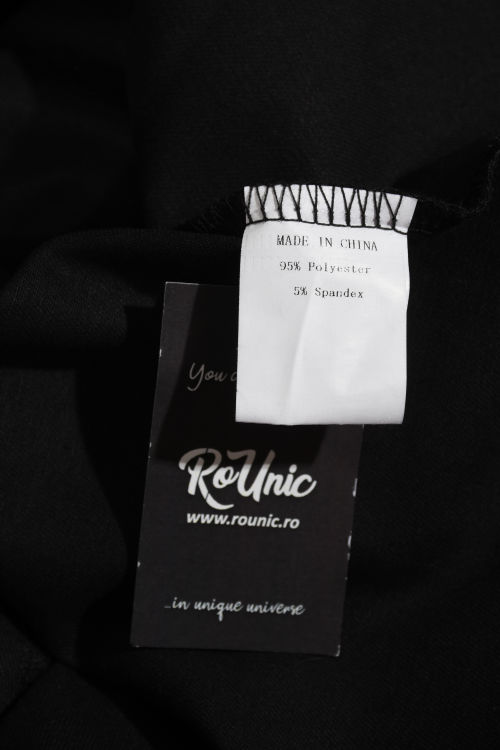 MADE IN CHINA
95% Polyester
5% Spandex
You
RoUnic
www.rounic.ro
...in unique universe